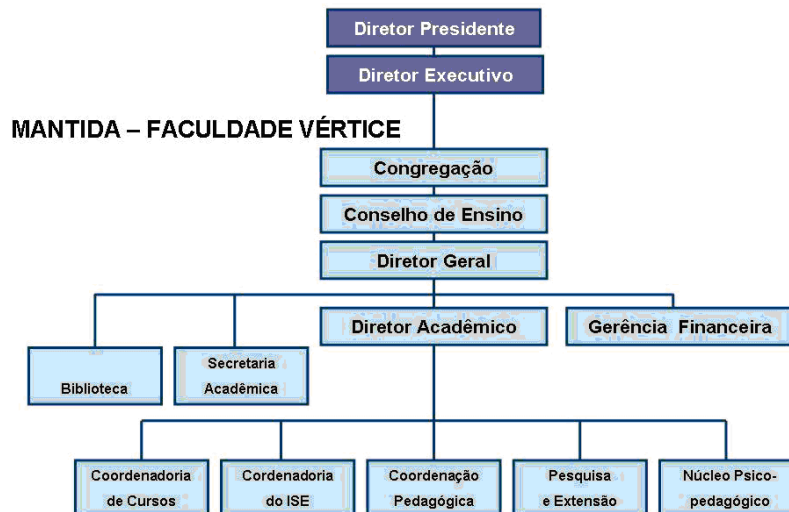 Diretor Presidente
Diretor Executivo
MANTIDA – FACULDADE VÉRTICE
Congregação
Conselho de Ensino
Diretor Geral
Diretor Acadêmico
Gerência Financeira
Biblioteca
Secretaria
Acadêmica
Coordenadoria
de Cursos
Cordenadoria
do ISE
Coordenação
Pedagógica
Pesquisa
e Extensão
Núcleo Psico-
pedagógico